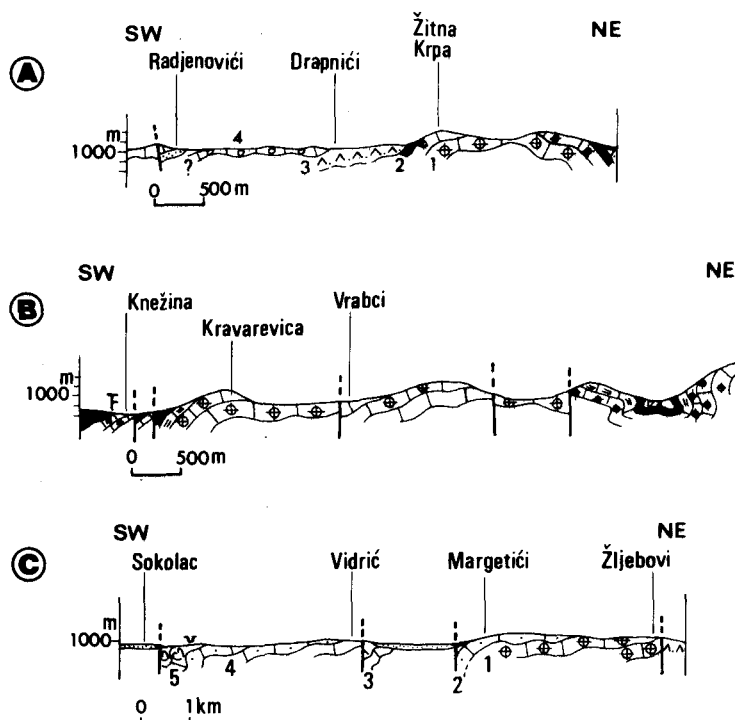 SW NE
A
Radjenovići Drapnići Žitna
Krpa
m
1000
4
? 3 2 1
0 500 m
SW NE
B
Knežina Vrabci
Kravarevica
m
1000
F
0 500 m
SW NE
C
Sokolac Vidrić Margetići Žljebovi
m
1000
5 4 3 2 1
0 1 km